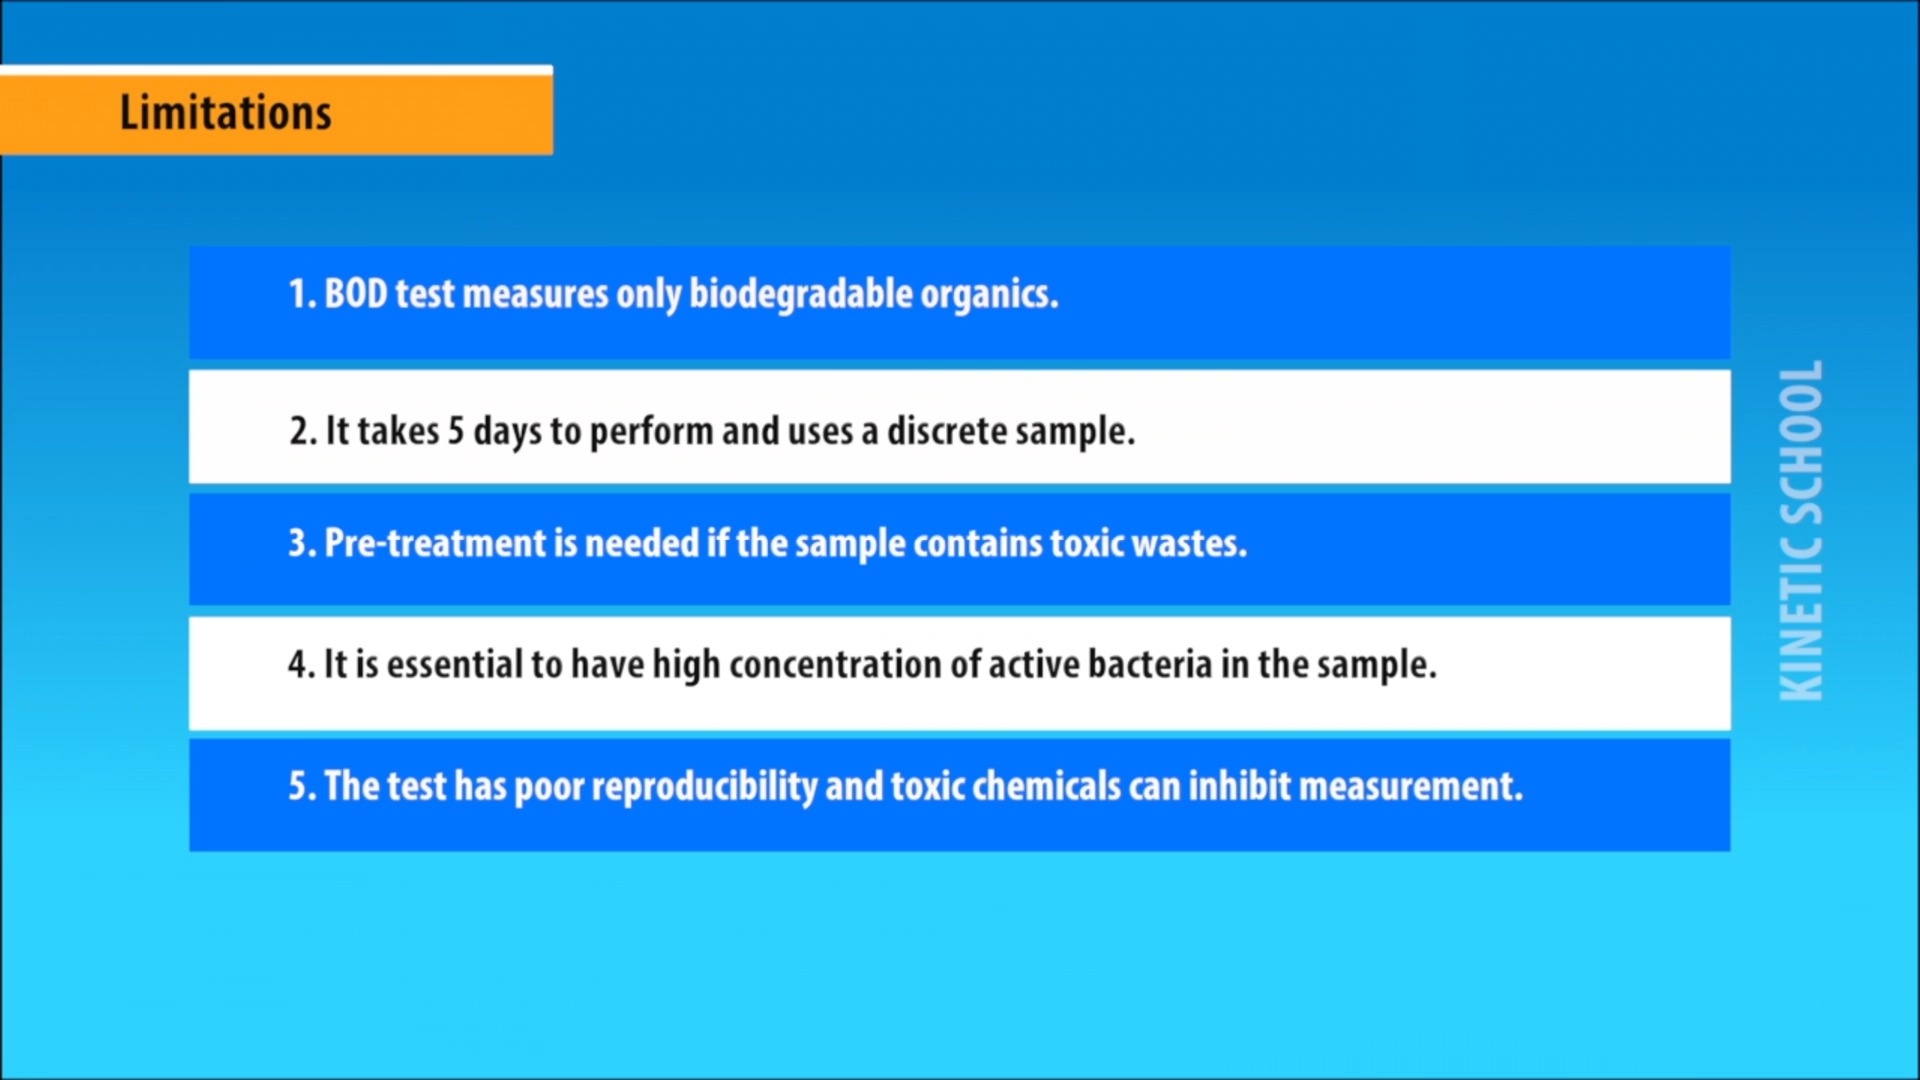 Limitations
1. BOD test measures only biodegradable organics.
2. It takes 5 days to perform and uses a discrete sample.
3. Pre-treatment is needed if the sample contains toxic wastes.
4. It is essential to have high concentration of active bacteria in the sample.
5. The test has poor reproducibility and toxic chemicals can inhibit measurement.
KINETIC SCHOOL